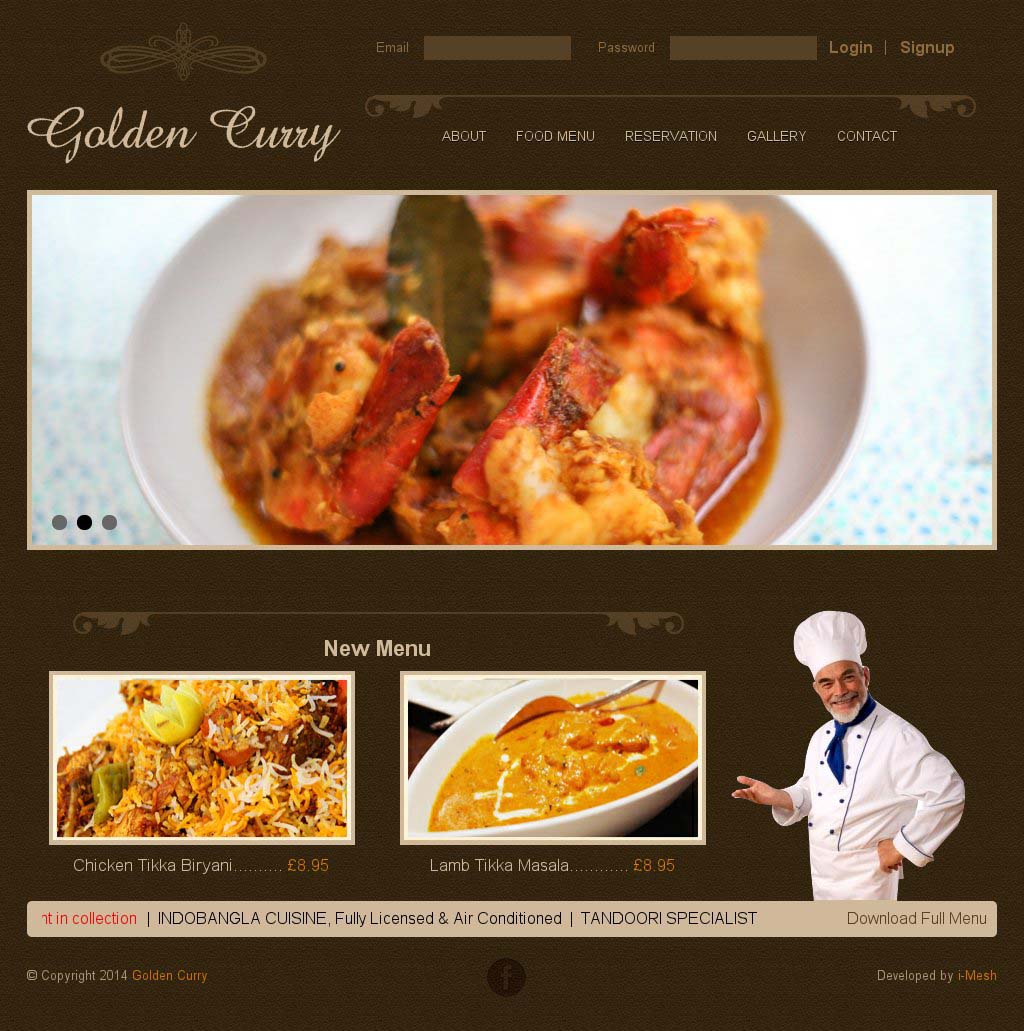 Email Password Login | Signup
Golden Curry
ABOUT FOOD MENU RESERVATION GALLERY CONTACT
New Menu
Chicken Tikka Biryani.......... £8.95
Lamb Tikka Masala............ £8.95
in collection | INDOBANGLA CUISINE, Fully Licensed & Air Conditioned | TANDOORI SPECIALIST
Download Full Menu
© Copyright 2014 Golden Curry
f
Developed by i-Mesh